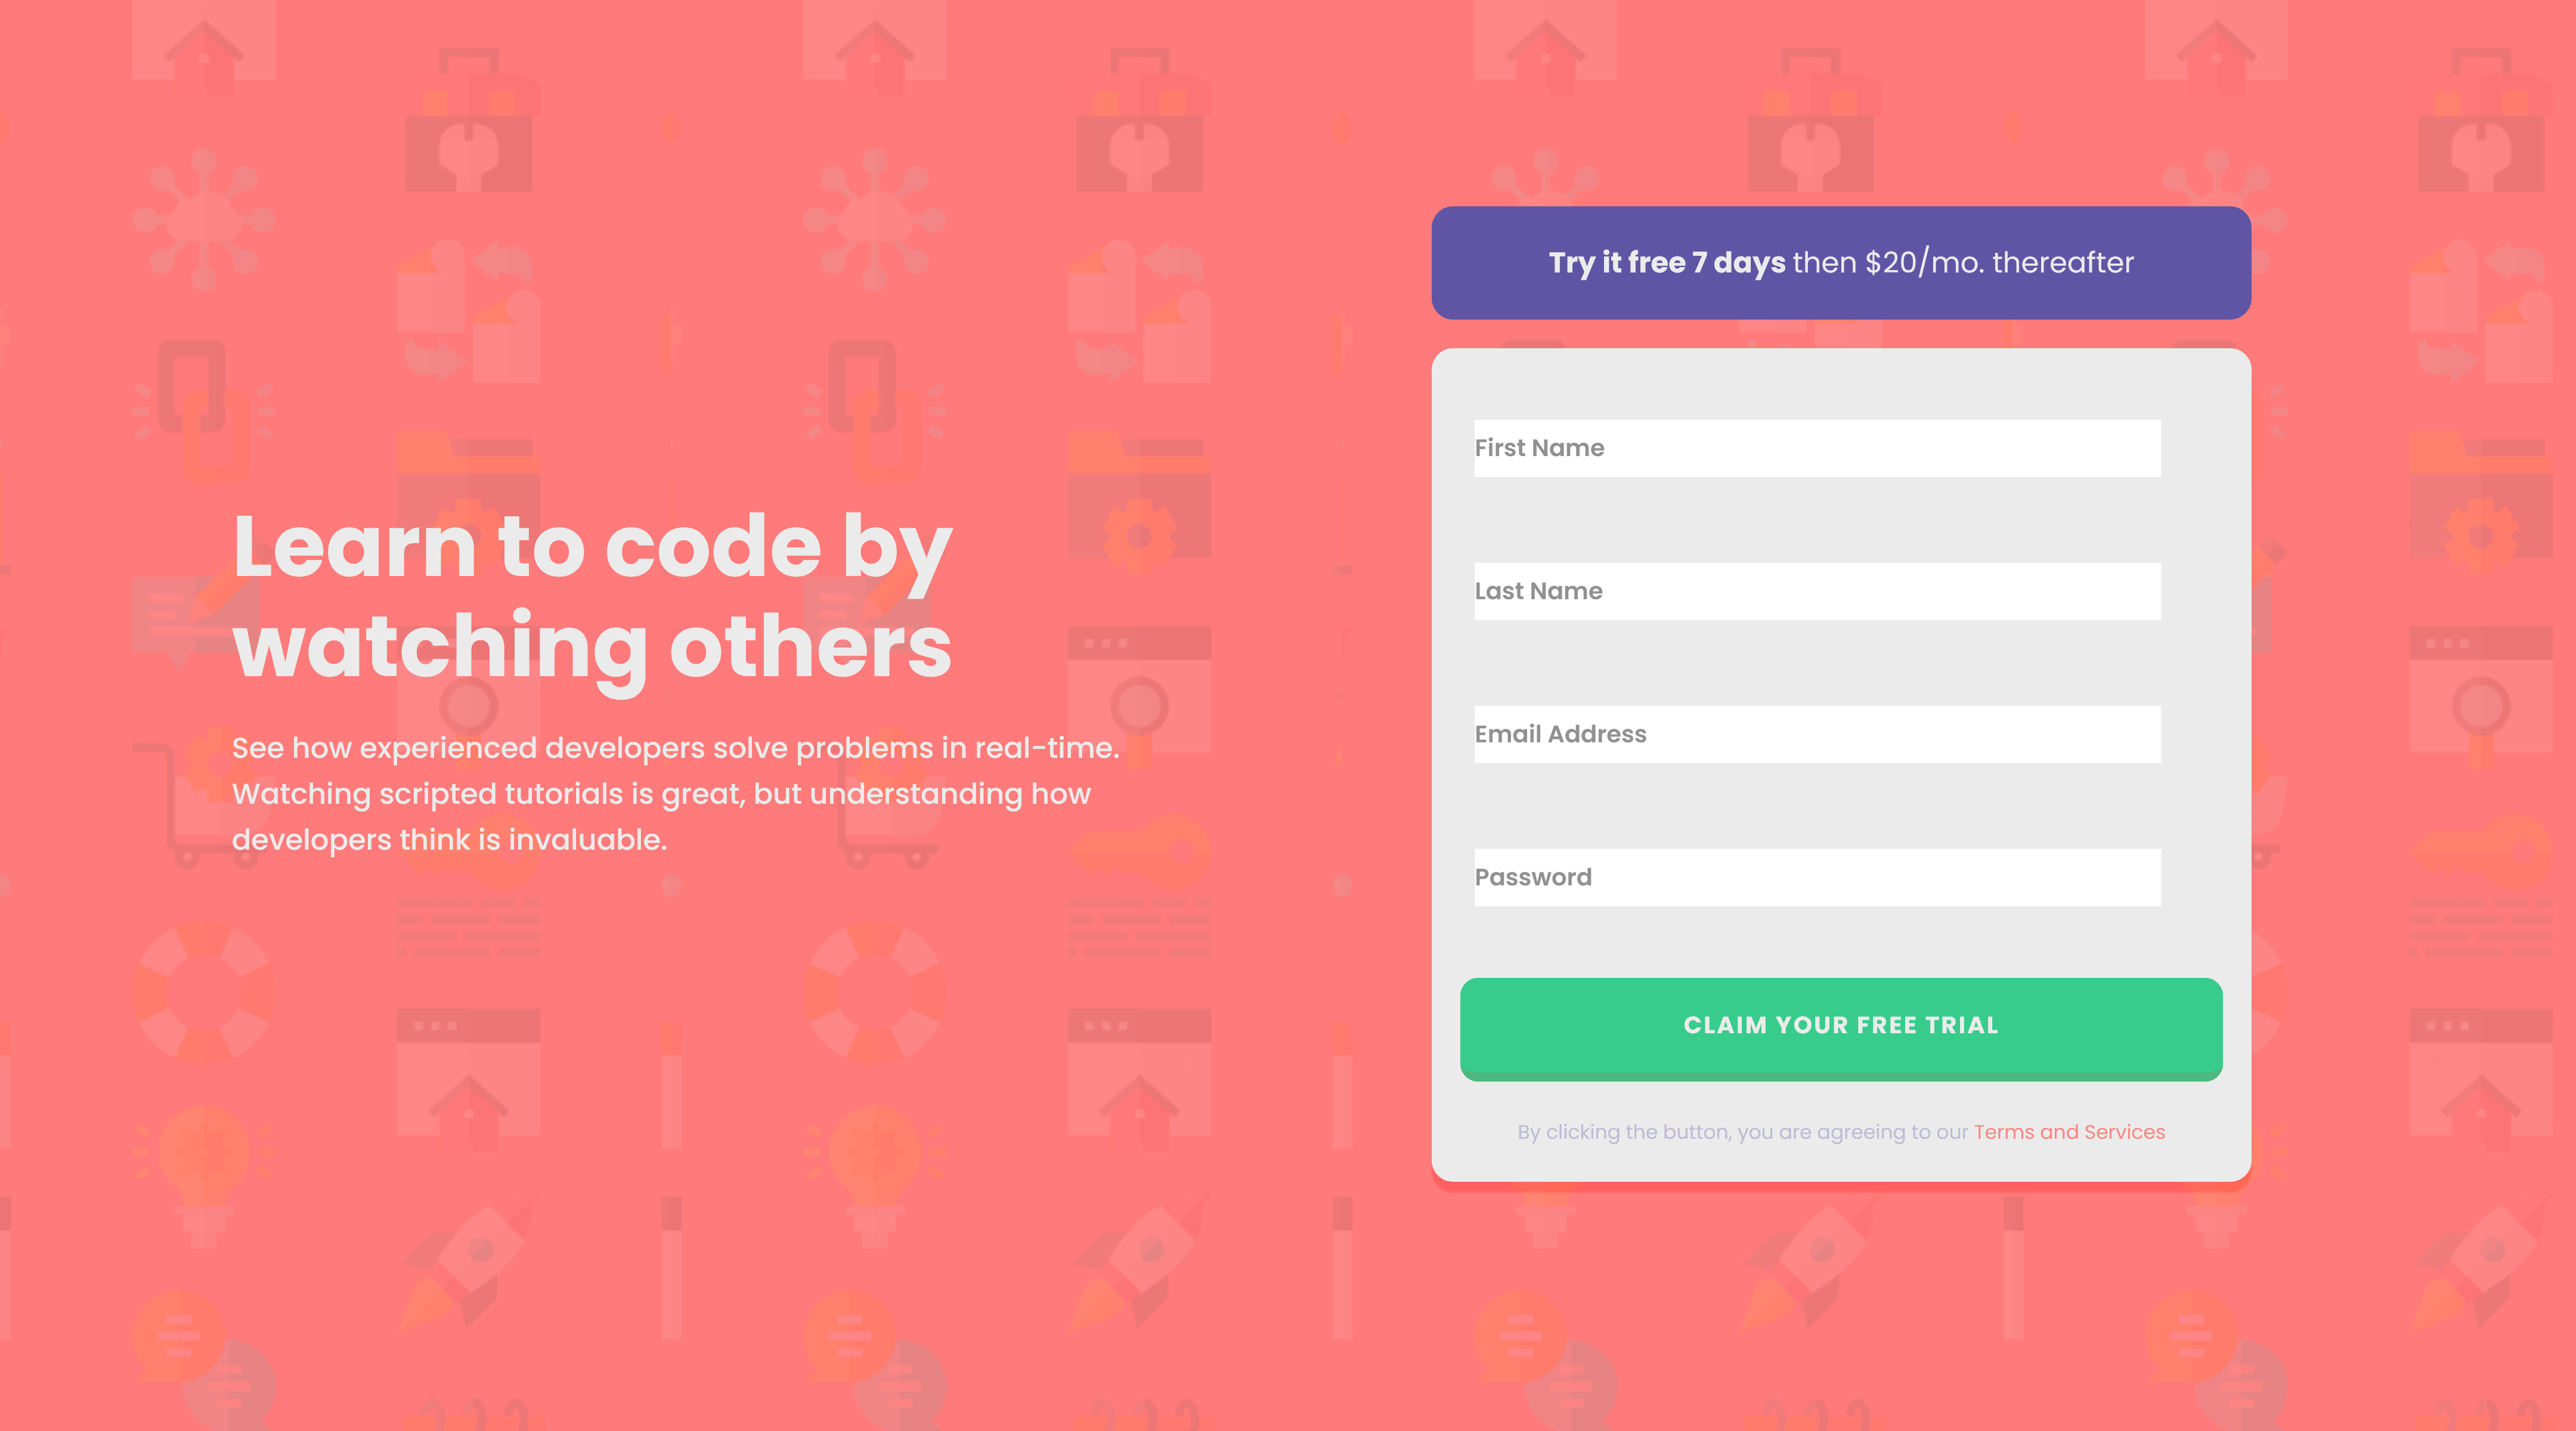 Learn to code by
watching others
See how experienced developers solve problems in real-time.
Watching scripted tutorials is great, but understanding how
developers think is invaluable.
Try it free 7 days then $20/mo. thereafter
First Name
Last Name
Email Address
Password
CLAIM YOUR FREE TRIAL
By clicking the button, you are agreeing to our Terms and Services